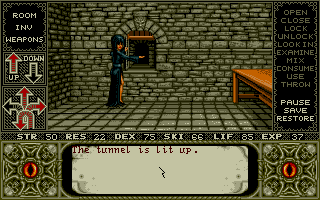 ROOM
INV
WEAPONS
UP
DOWN
OPEN
CLOSE
LOCK
UNLOCK
LOOK IN
EXAMINE
MIX
CONSUME
USE
THROW
PAUSE
SAVE
RESTORE
STR 50 RES 22 DEX 75 SKI 66 LIF 85 EXP 37
The tunnel is lit up.